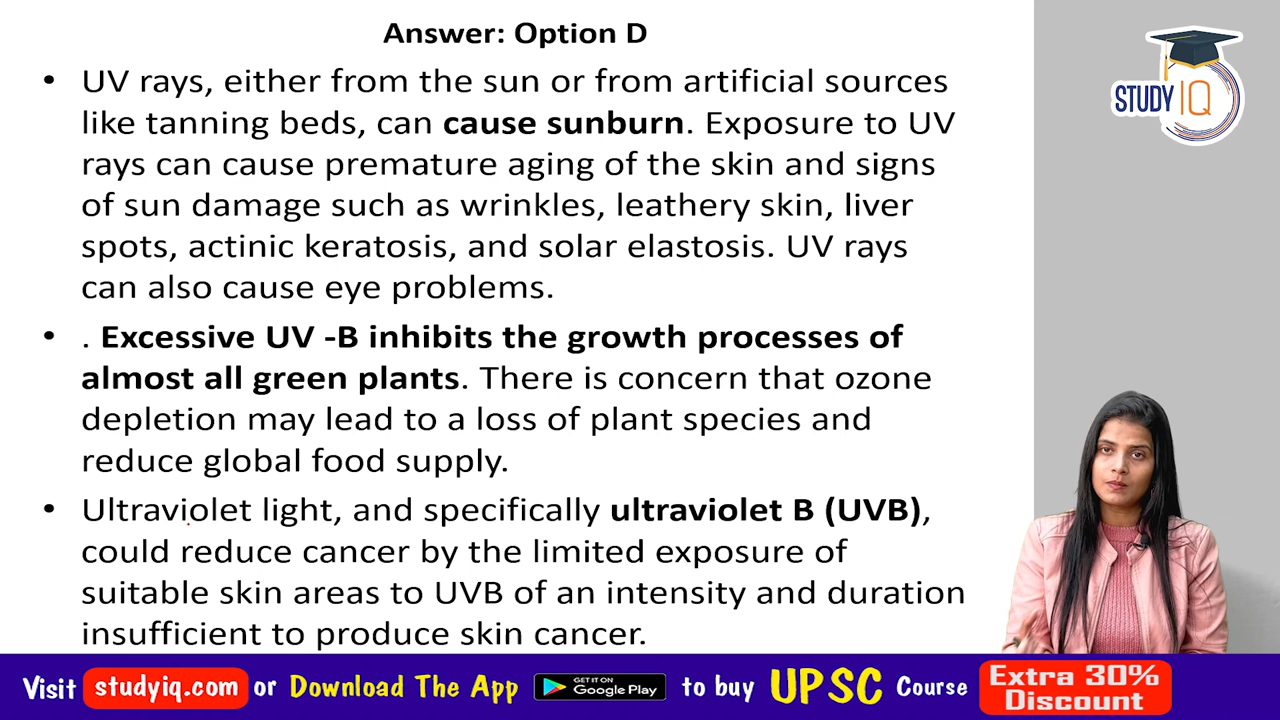 Answer: Option D
• UV rays, either from the sun or from artificial sources
like tanning beds, can cause sunburn. Exposure to UV
rays can cause premature aging of the skin and signs
of sun damage such as wrinkles, leathery skin, liver
spots, actinic keratosis, and solar elastosis. UV rays
can also cause eye problems.
• . Excessive UV -B inhibits the growth processes of
almost all green plants. There is concern that ozone
depletion may lead to a loss of plant species and
reduce global food supply.
• Ultraviolet light, and specifically ultraviolet B (UVB),
could reduce cancer by the limited exposure of
suitable skin areas to UVB of an intensity and duration
insufficient to produce skin cancer.
STUDY IQ
Visit studyiq.com or Download The App GET IT ON Google Play to buy UPSC Course Extra 30% Discount